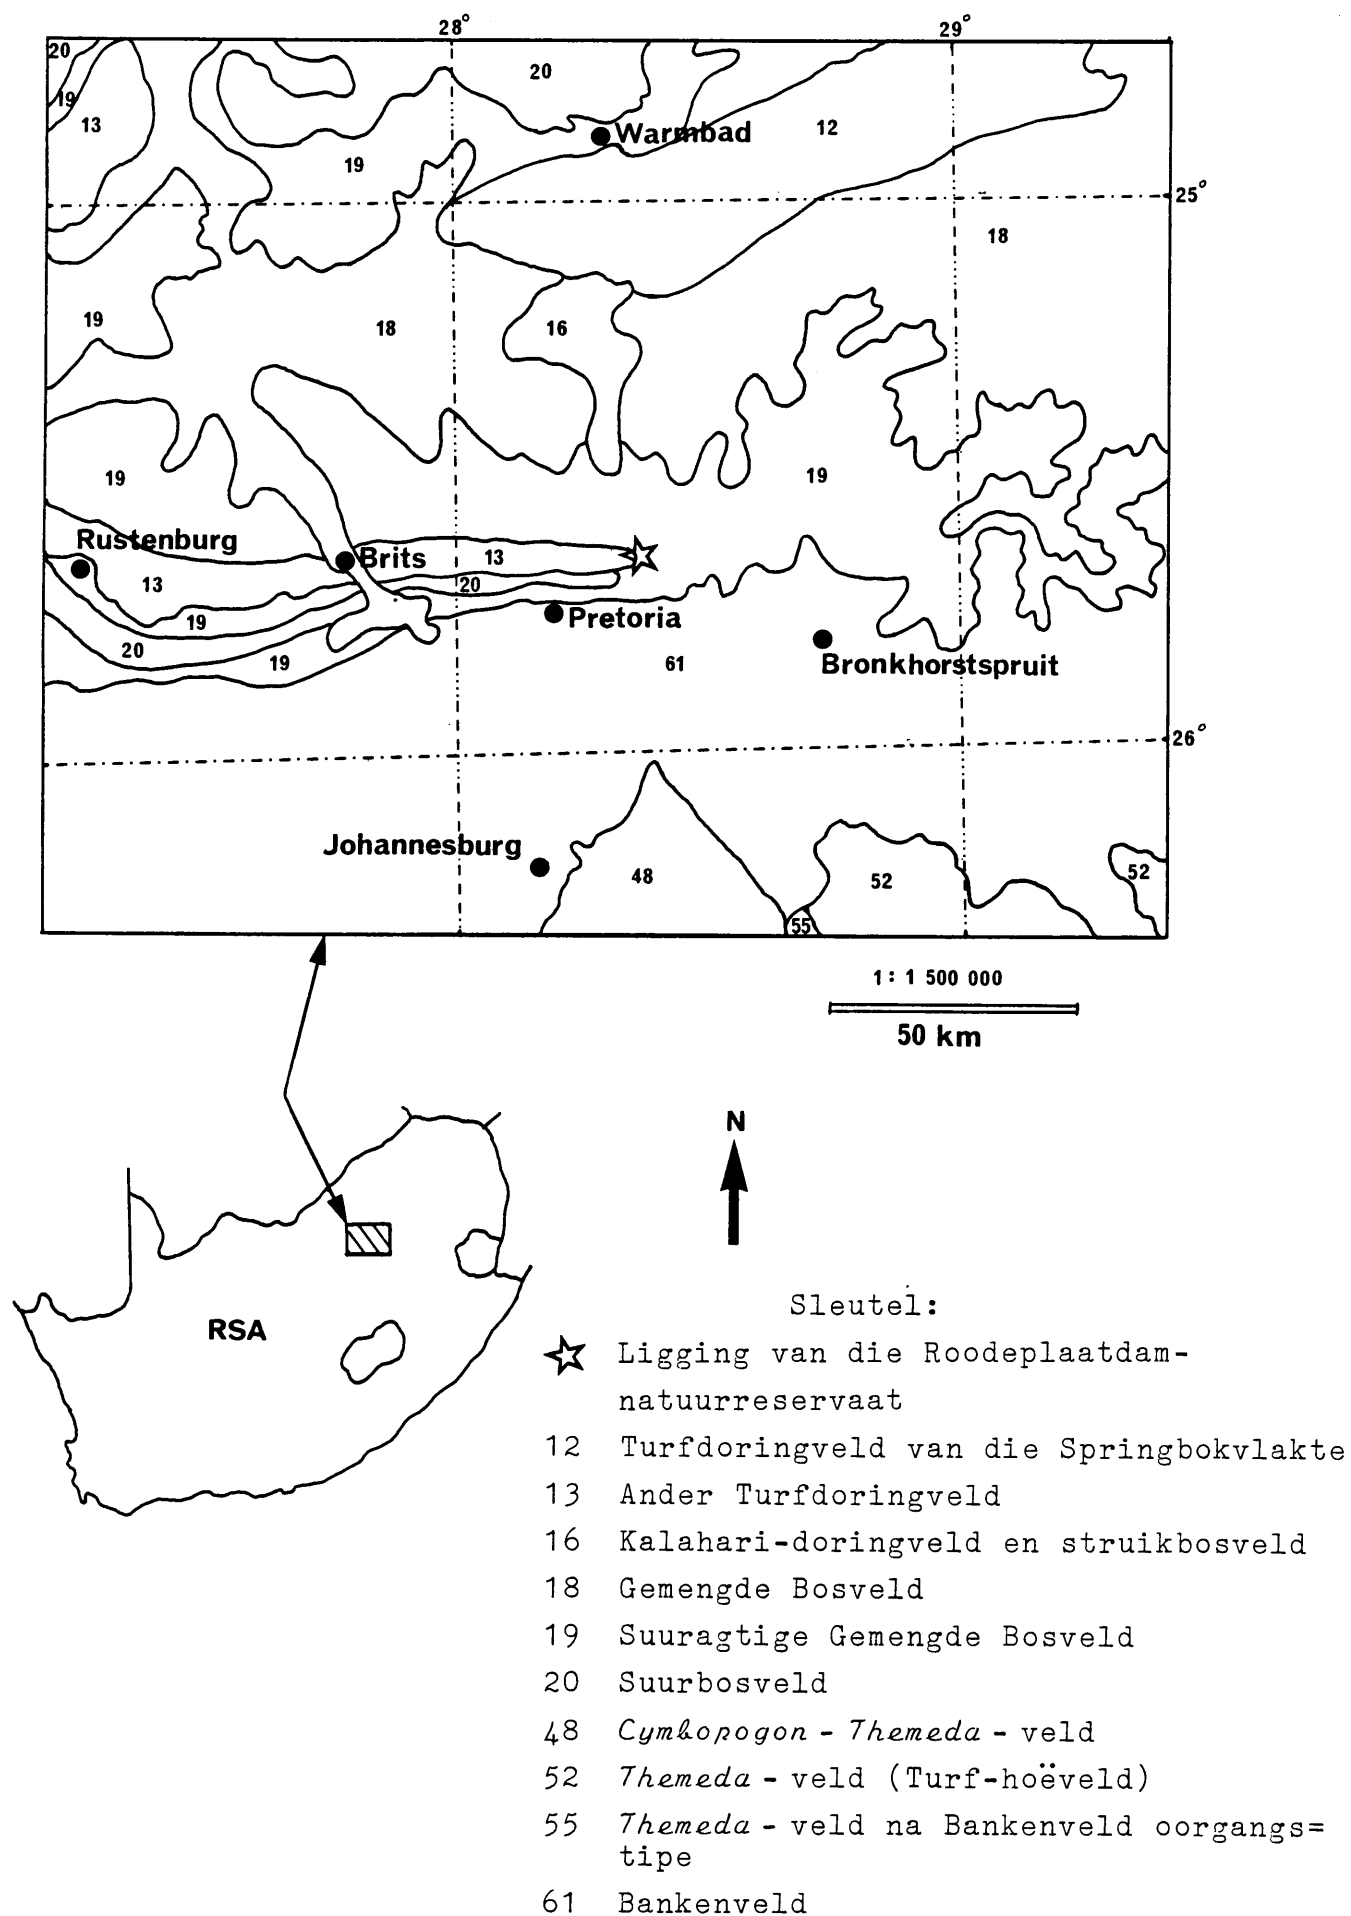 28°
29°
20
20
19
13
Warmbad
12
19
25°
18
19
18
16
19
19
Rustenburg
Brits
13
13
20
19
Pretoria
20
19
61
Bronkhorstspruit
26°
Johannesburg
48
52
52
55
1: 1 500 000
50 km
N
RSA
Sleutel:
Ligging van die Roodeplaatdam-
natuurreservaat
12 Turfdoringveld van die Springbokvlakte
13 Ander Turfdoringveld
16 Kalahari-doringveld en struikbosveld
18 Gemengde Bosveld
19 Suuragtige Gemengde Bosveld
20 Suurbosveld
48 Cymbopogon - Themeda - veld
52 Themeda - veld (Turf-hoëveld)
55 Themeda - veld na Bankenveld oorgangs=
tipe
61 Bankenveld